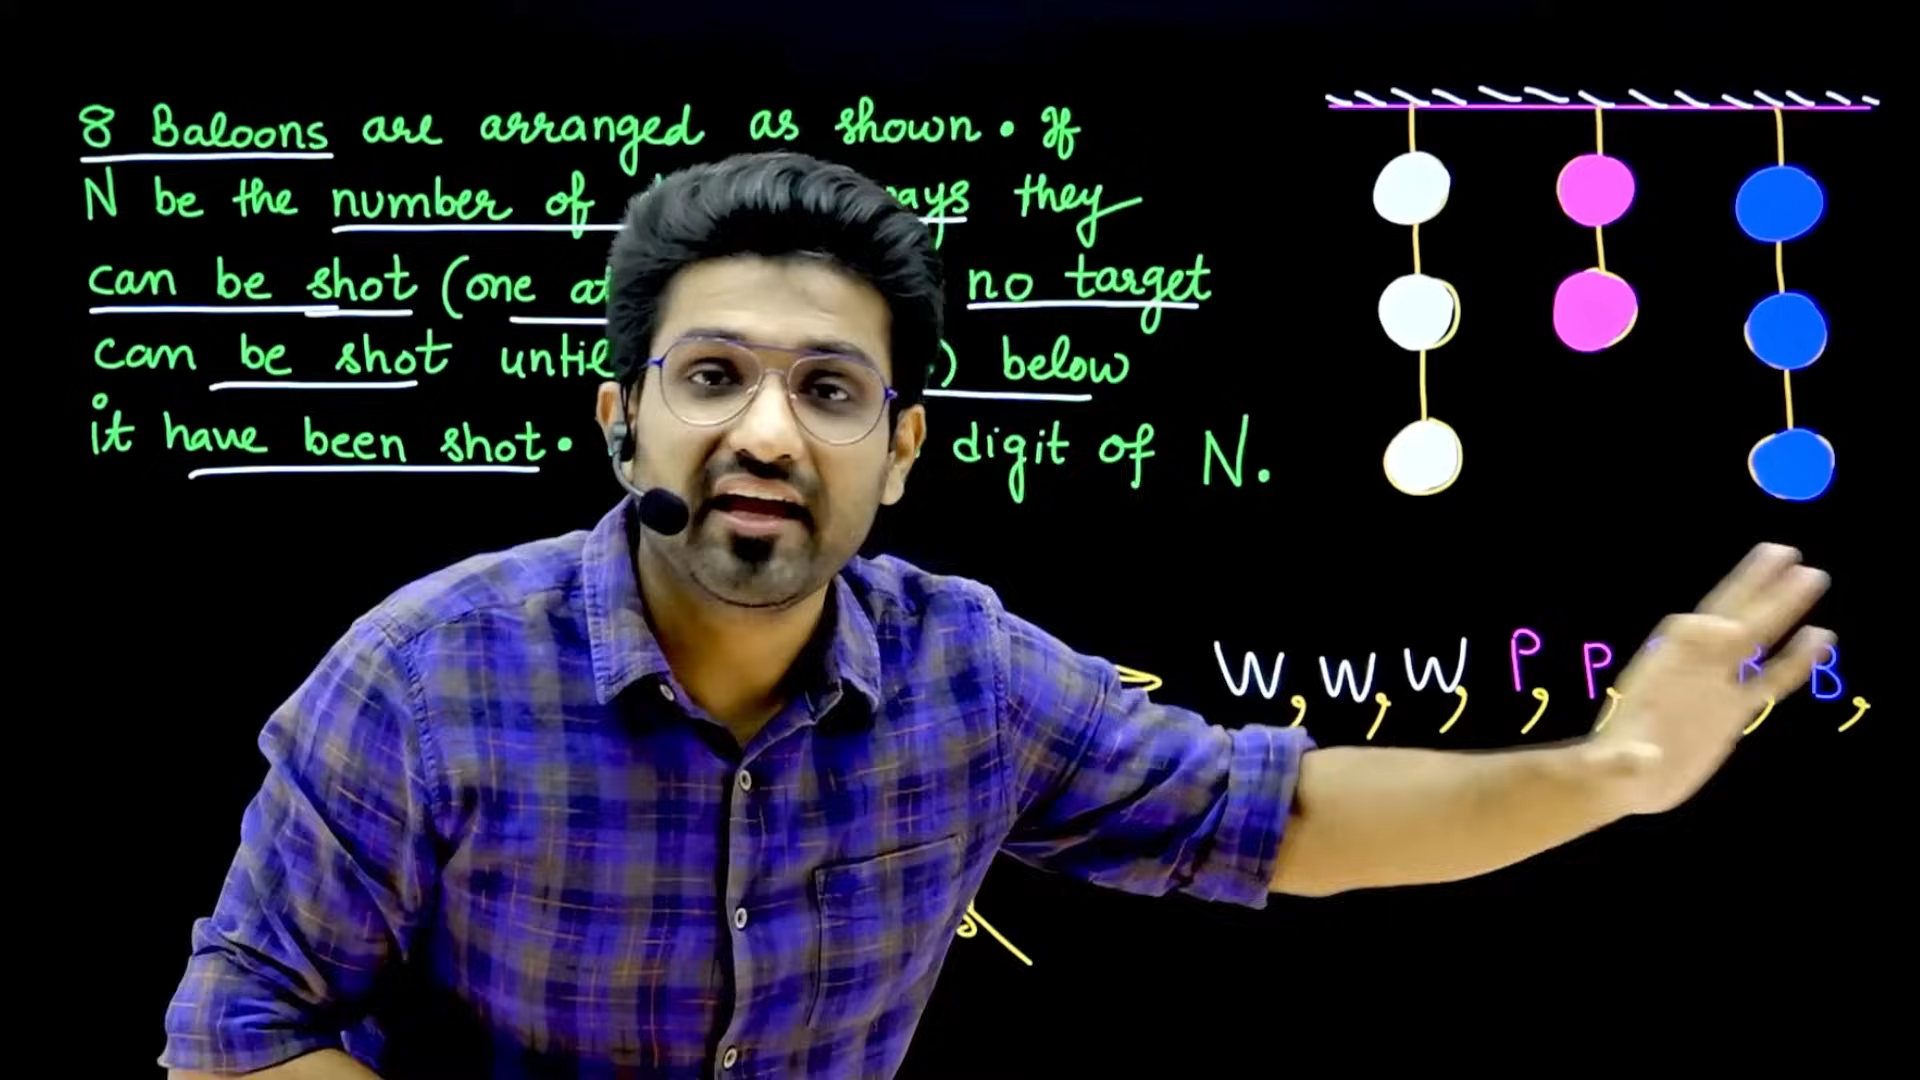 8 Baloons are arranged as shown. If
N be the number of ways they
can be shot (one at no target
can be shot until ) below
it have been shot. digit of N.
W, W, W, P, P, B,